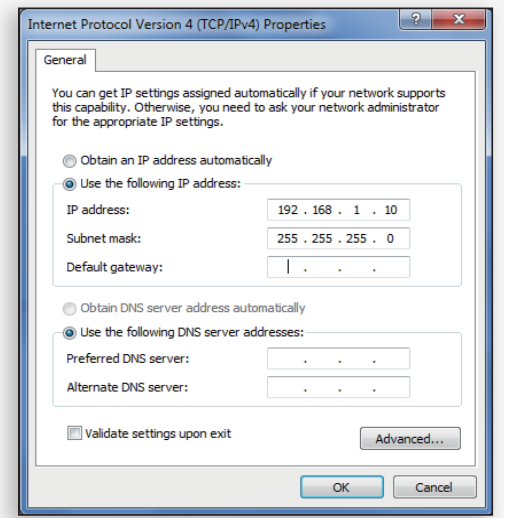 Internet Protocol Version 4 (TCP/IPv4) Properties
General
You can get IP settings assigned automatically if your network supports
this capability. Otherwise, you need to ask your network administrator
for the appropriate IP settings.
Obtain an IP address automatically
Use the following IP address:
IP address: 192 . 168 . 1 . 10
Subnet mask: 255 . 255 . 255 . 0
Default gateway: . . .
Obtain DNS server address automatically
Use the following DNS server addresses:
Preferred DNS server: . . .
Alternate DNS server: . . .
Validate settings upon exit
Advanced...
OK Cancel